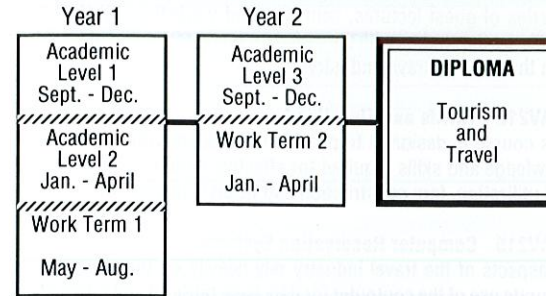 Year 1
Academic
Level 1
Sept. - Dec.
Academic
Level 2
Jan. - April
Work Term 1
May - Aug.
Year 2
Academic
Level 3
Sept. - Dec.
Work Term 2
Jan. - April
DIPLOMA
Tourism
and
Travel